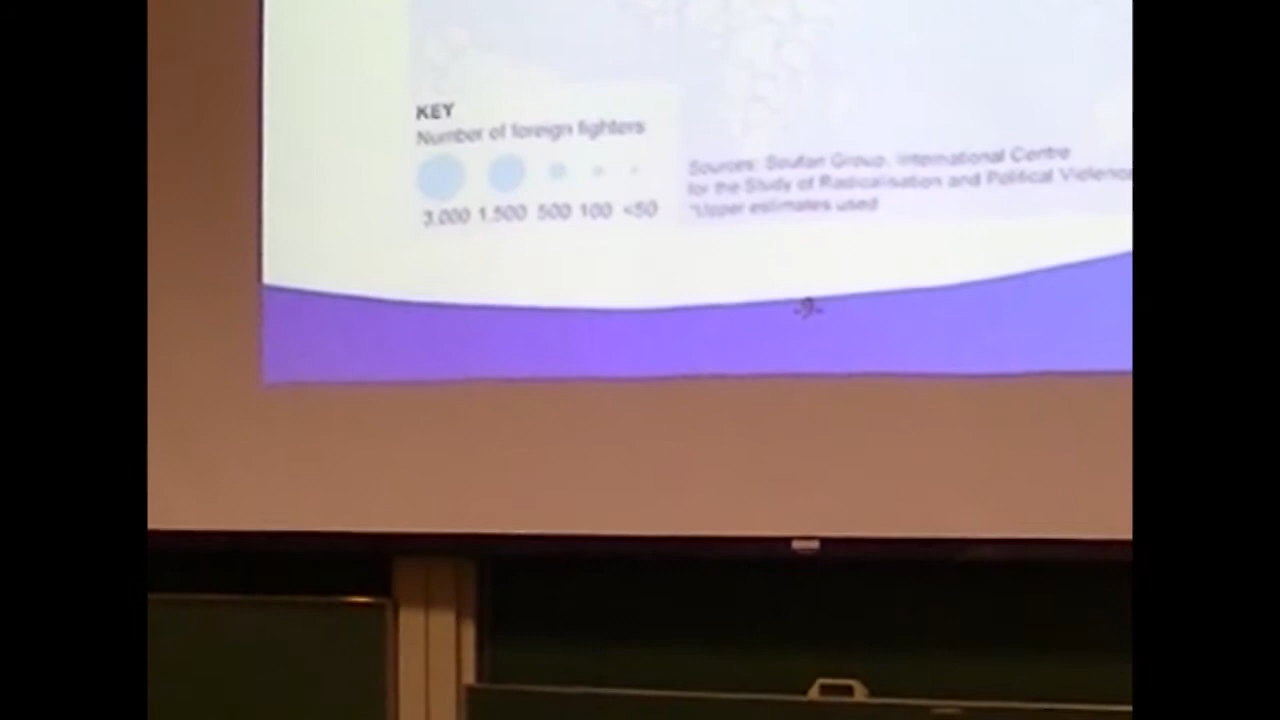 KEY
Number of foreign fighters
3,000 1,500 500 100 <50
Sources: Soufan Group, International Centre
for the Study of Radicalisation and Political Violence
*Upper estimates used